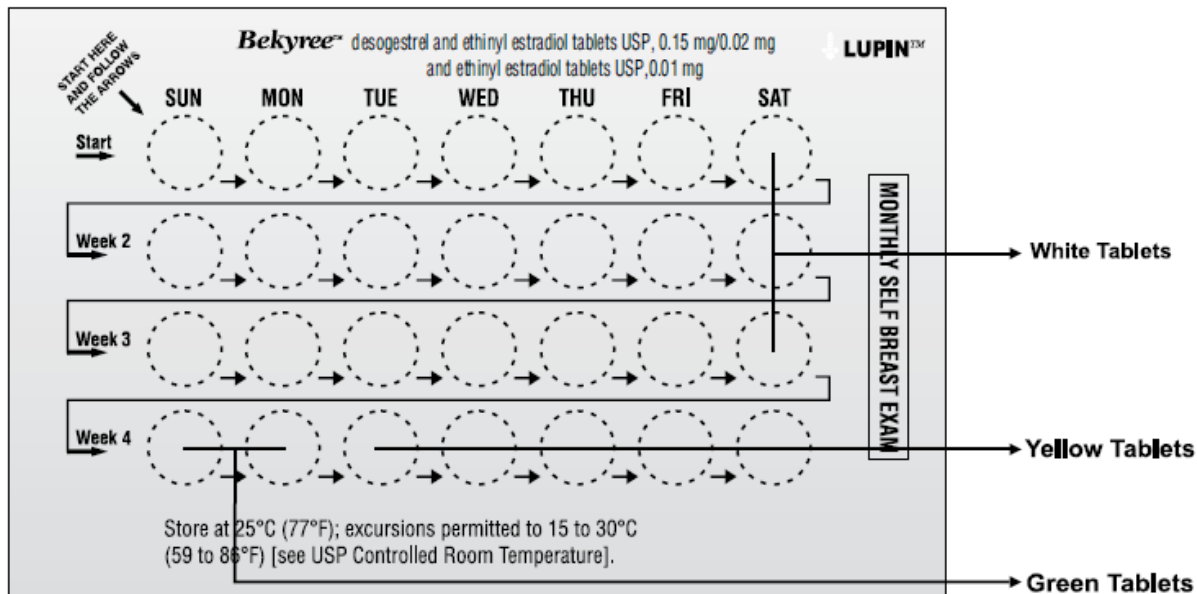 Bekyree™ desogestrel and ethinyl estradiol tablets USP, 0.15 mg/0.02 mg
and ethinyl estradiol tablets USP,0.01 mg
LUPIN™
START HERE
AND FOLLOW
THE ARROWS
SUN MON TUE WED THU FRI SAT
Start
Week 2
Week 3
Week 4
MONTHLY SELF BREAST EXAM
White Tablets
Yellow Tablets
Green Tablets
Store at 25°C (77°F); excursions permitted to 15 to 30°C
(59 to 86°F) [see USP Controlled Room Temperature].